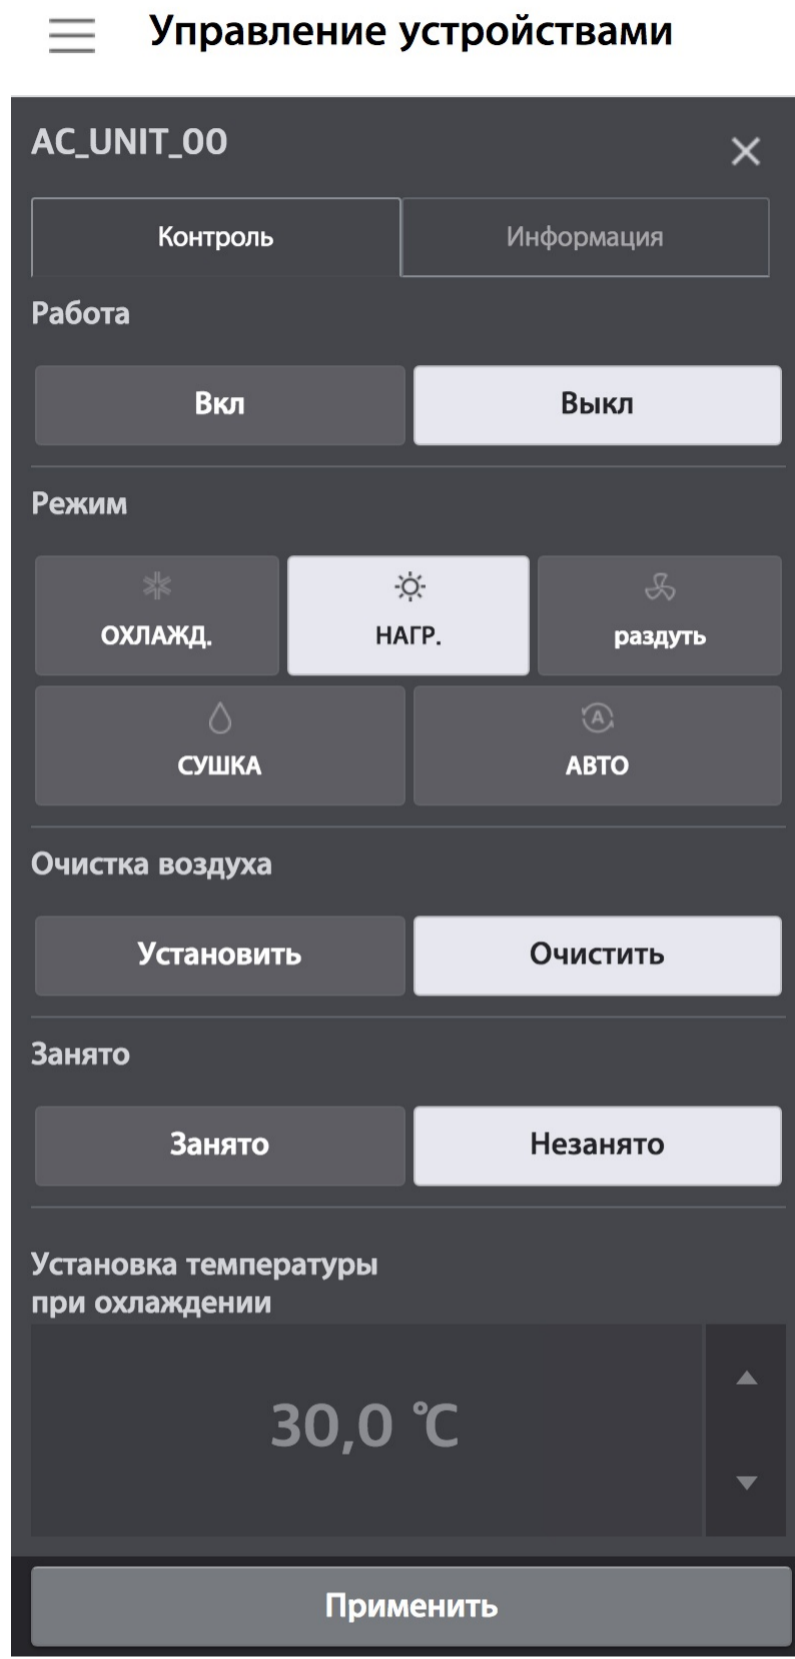 Управление устройствами
AC_UNIT_00
Контроль
Информация
Работа
Вкл
Выкл
Режим
ОХЛАЖД.
НАГР.
раздуть
A
СУШКА
АВТО
Очистка воздуха
Установить
Очистить
Занято
Занято
Незанято
Установка температуры
при охлаждении
30,0 ℃
Применить